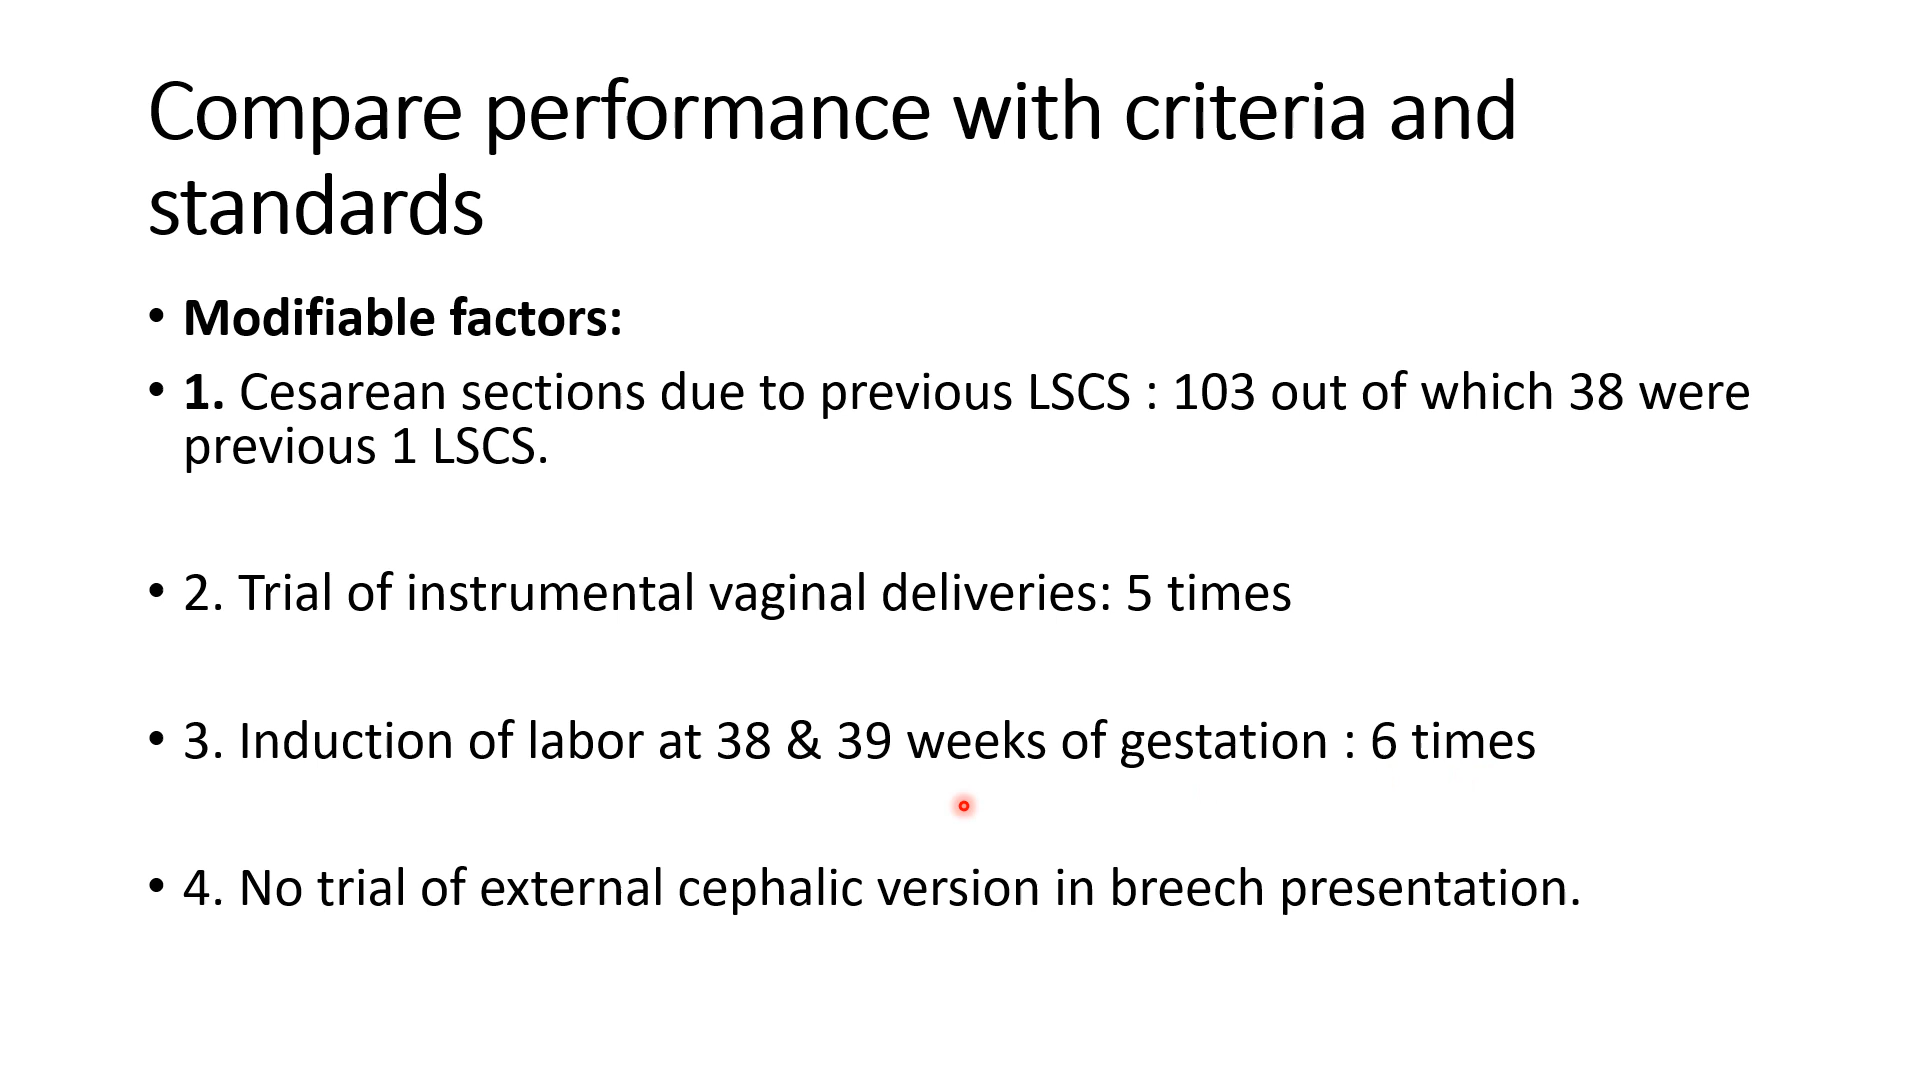 Compare performance with criteria and
standards
• Modifiable factors:
• 1. Cesarean sections due to previous LSCS : 103 out of which 38 were
previous 1 LSCS.
• 2. Trial of instrumental vaginal deliveries: 5 times
• 3. Induction of labor at 38 & 39 weeks of gestation : 6 times
• 4. No trial of external cephalic version in breech presentation.